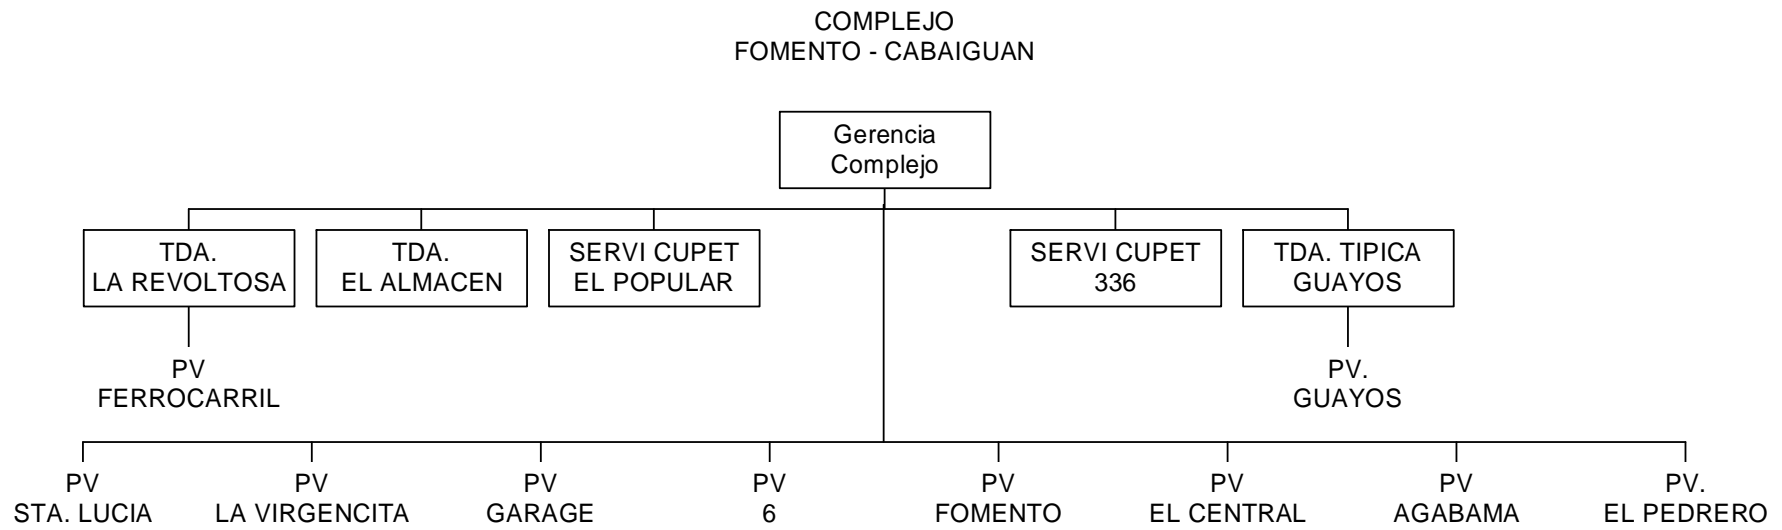 COMPLEJO
FOMENTO - CABAIGUAN
Gerencia
Complejo
TDA.
LA REVOLTOSA
TDA.
EL ALMACEN
SERVI CUPET
EL POPULAR
SERVI CUPET
336
TDA. TIPICA
GUAYOS
PV
FERROCARRIL
PV.
GUAYOS
PV
STA. LUCIA
PV
LA VIRGENCITA
PV
GARAGE
PV
6
PV
FOMENTO
PV
EL CENTRAL
PV
AGABAMA
PV.
EL PEDRERO